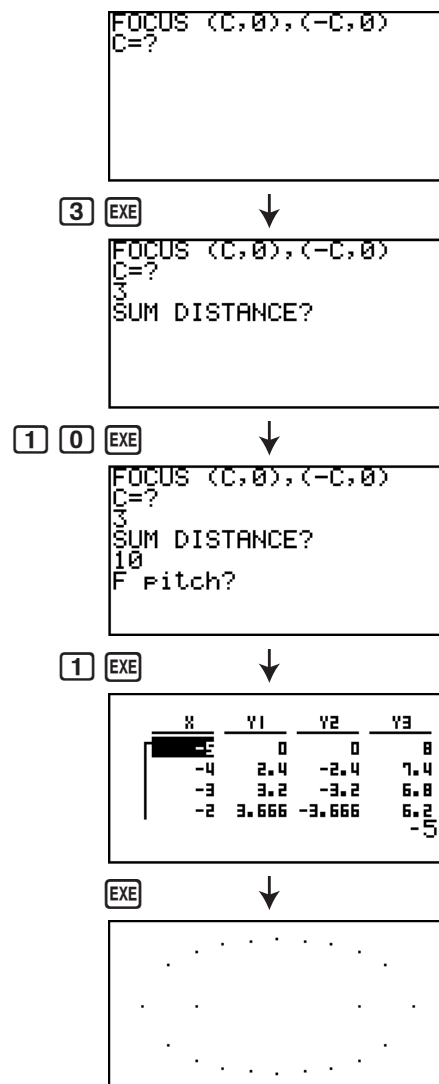 FOCUS (C,0),(-C,0)
C=?
3 EXE
FOCUS (C,0),(-C,0)
C=?
3
SUM DISTANCE?
1 0 EXE
FOCUS (C,0),(-C,0)
C=?
3
SUM DISTANCE?
10
F pitch?
1 EXE
X Y1 Y2 Y3
-5 0 0 8
-4 2.4 -2.4 7.4
-3 3.2 -3.2 6.8
-2 3.666 -3.666 6.2
-5
EXE